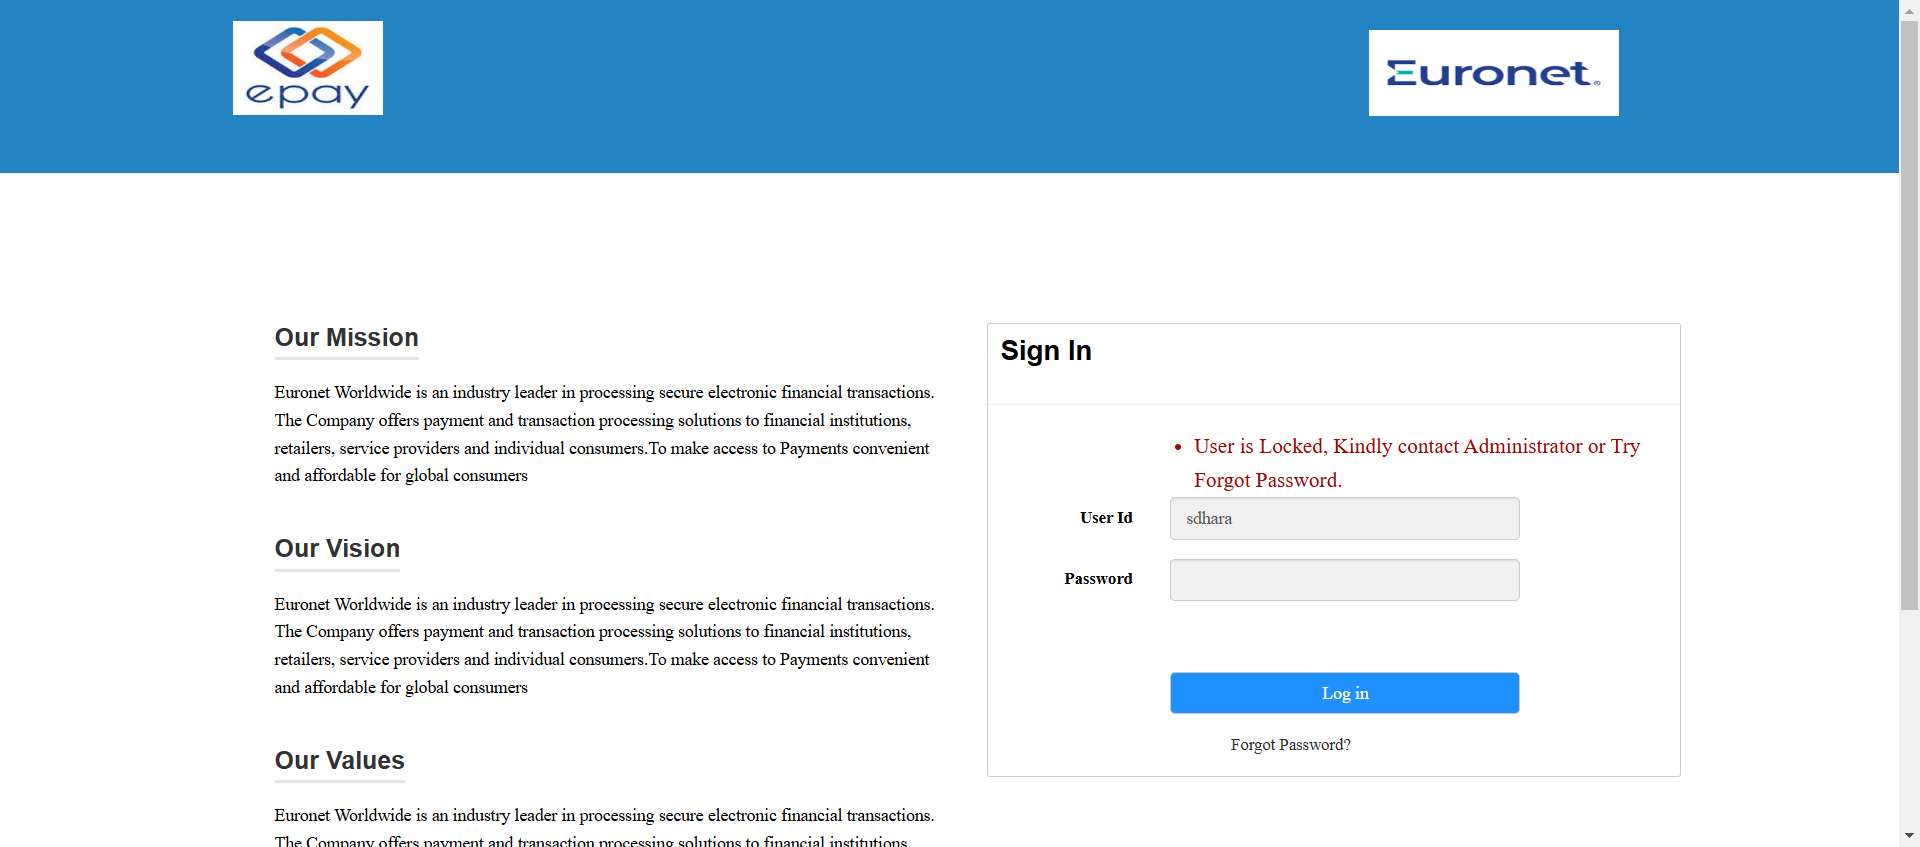 epay
Euronet®
Our Mission
Euronet Worldwide is an industry leader in processing secure electronic financial transactions.
The Company offers payment and transaction processing solutions to financial institutions,
retailers, service providers and individual consumers.To make access to Payments convenient
and affordable for global consumers
Our Vision
Euronet Worldwide is an industry leader in processing secure electronic financial transactions.
The Company offers payment and transaction processing solutions to financial institutions,
retailers, service providers and individual consumers.To make access to Payments convenient
and affordable for global consumers
Our Values
Euronet Worldwide is an industry leader in processing secure electronic financial transactions.
The Company offers payment and transaction processing solutions to financial institutions,
Sign In
• User is Locked, Kindly contact Administrator or Try
Forgot Password.
User Id
sdhara
Password
Log in
Forgot Password?